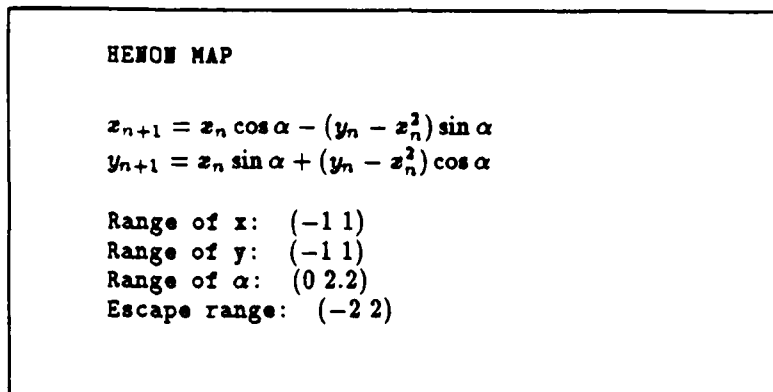 HENON MAP
x_{n+1} = x_n cos α − (y_n − x_n^2) sin α
y_{n+1} = x_n sin α + (y_n − x_n^2) cos α
Range of x: (−1 1)
Range of y: (−1 1)
Range of α: (0 2.2)
Escape range: (−2 2)